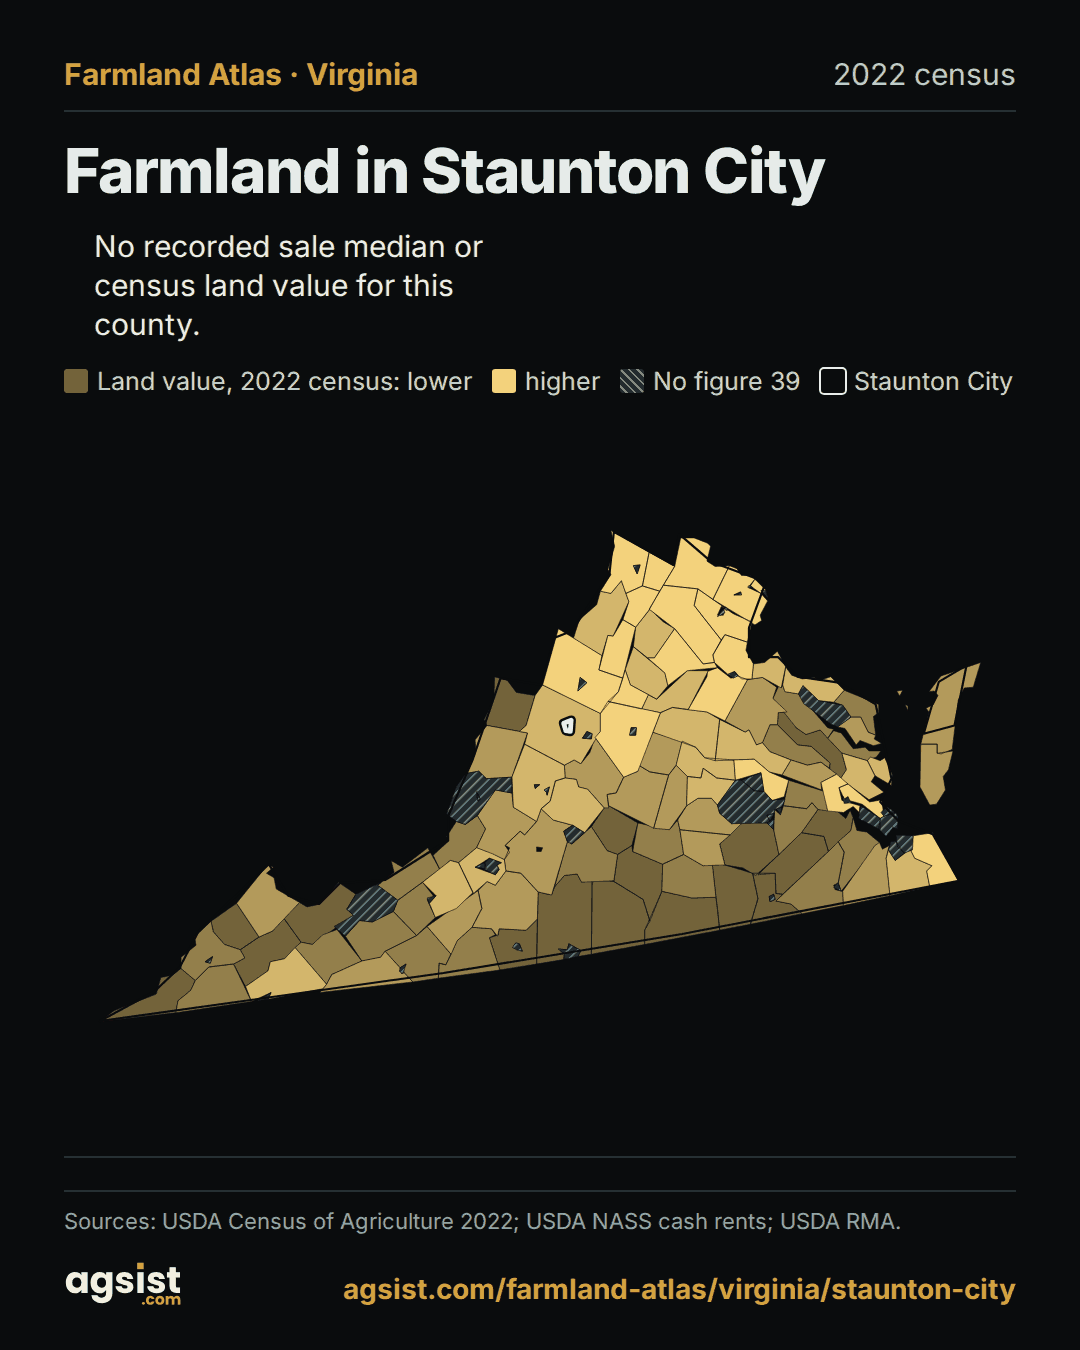 Farmland Atlas · Virginia
2022 census
Farmland in Staunton City
No recorded sale median or
census land value for this
county.
Land value, 2022 census: lower
higher
No figure 39
Staunton City
Sources: USDA Census of Agriculture 2022; USDA NASS cash rents; USDA RMA.
agsist
.com
agsist.com/farmland-atlas/virginia/staunton-city